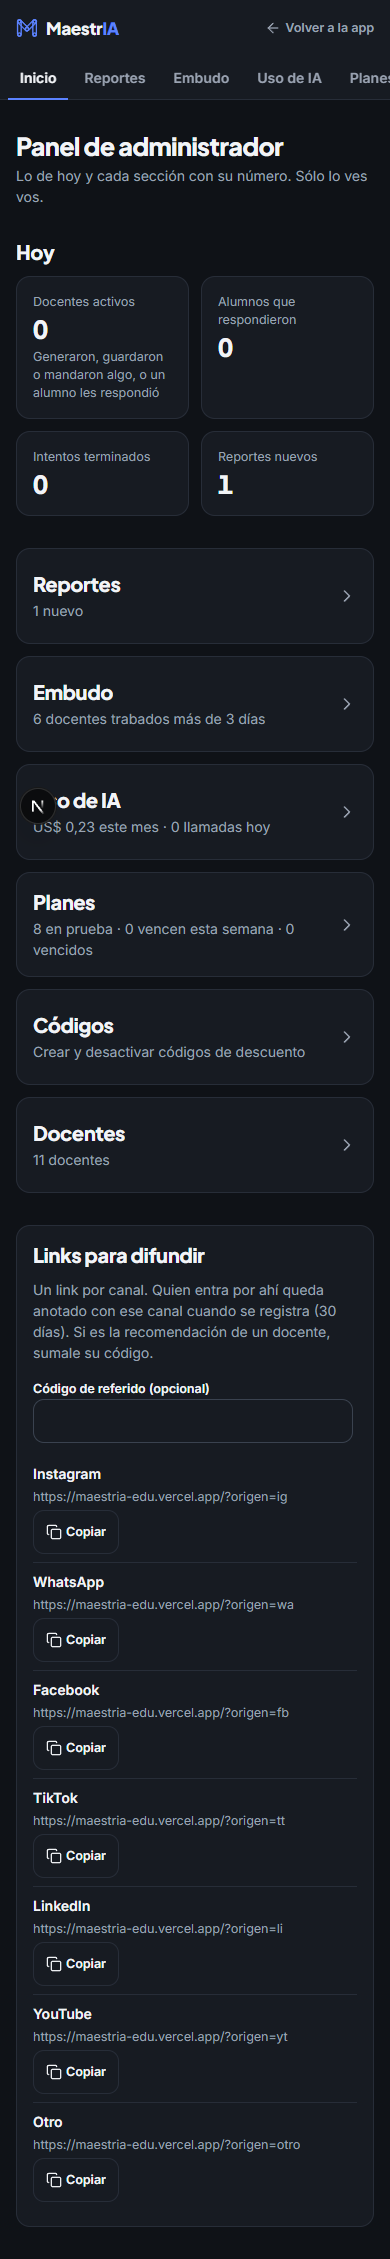 MaestrIA
Volver a la app
Inicio Reportes Embudo Uso de IA Planes
Panel de administrador
Lo de hoy y cada sección con su número. Sólo lo ves
vos.
Hoy
Docentes activos
0
Generaron, guardaron
o mandaron algo, o un
alumno les respondió
Alumnos que
respondieron
0
Intentos terminados
0
Reportes nuevos
1
Reportes
1 nuevo
Embudo
6 docentes trabados más de 3 días
N
o de IA
US$ 0,23 este mes · 0 llamadas hoy
Planes
8 en prueba · 0 vencen esta semana · 0
vencidos
Códigos
Crear y desactivar códigos de descuento
Docentes
11 docentes
Links para difundir
Un link por canal. Quien entra por ahí queda
anotado con ese canal cuando se registra (30
días). Si es la recomendación de un docente,
sumale su código.
Código de referido (opcional)
Instagram
https://maestria-edu.vercel.app/?origen=ig
Copiar
WhatsApp
https://maestria-edu.vercel.app/?origen=wa
Copiar
Facebook
https://maestria-edu.vercel.app/?origen=fb
Copiar
TikTok
https://maestria-edu.vercel.app/?origen=tt
Copiar
LinkedIn
https://maestria-edu.vercel.app/?origen=li
Copiar
YouTube
https://maestria-edu.vercel.app/?origen=yt
Copiar
Otro
https://maestria-edu.vercel.app/?origen=otro
Copiar